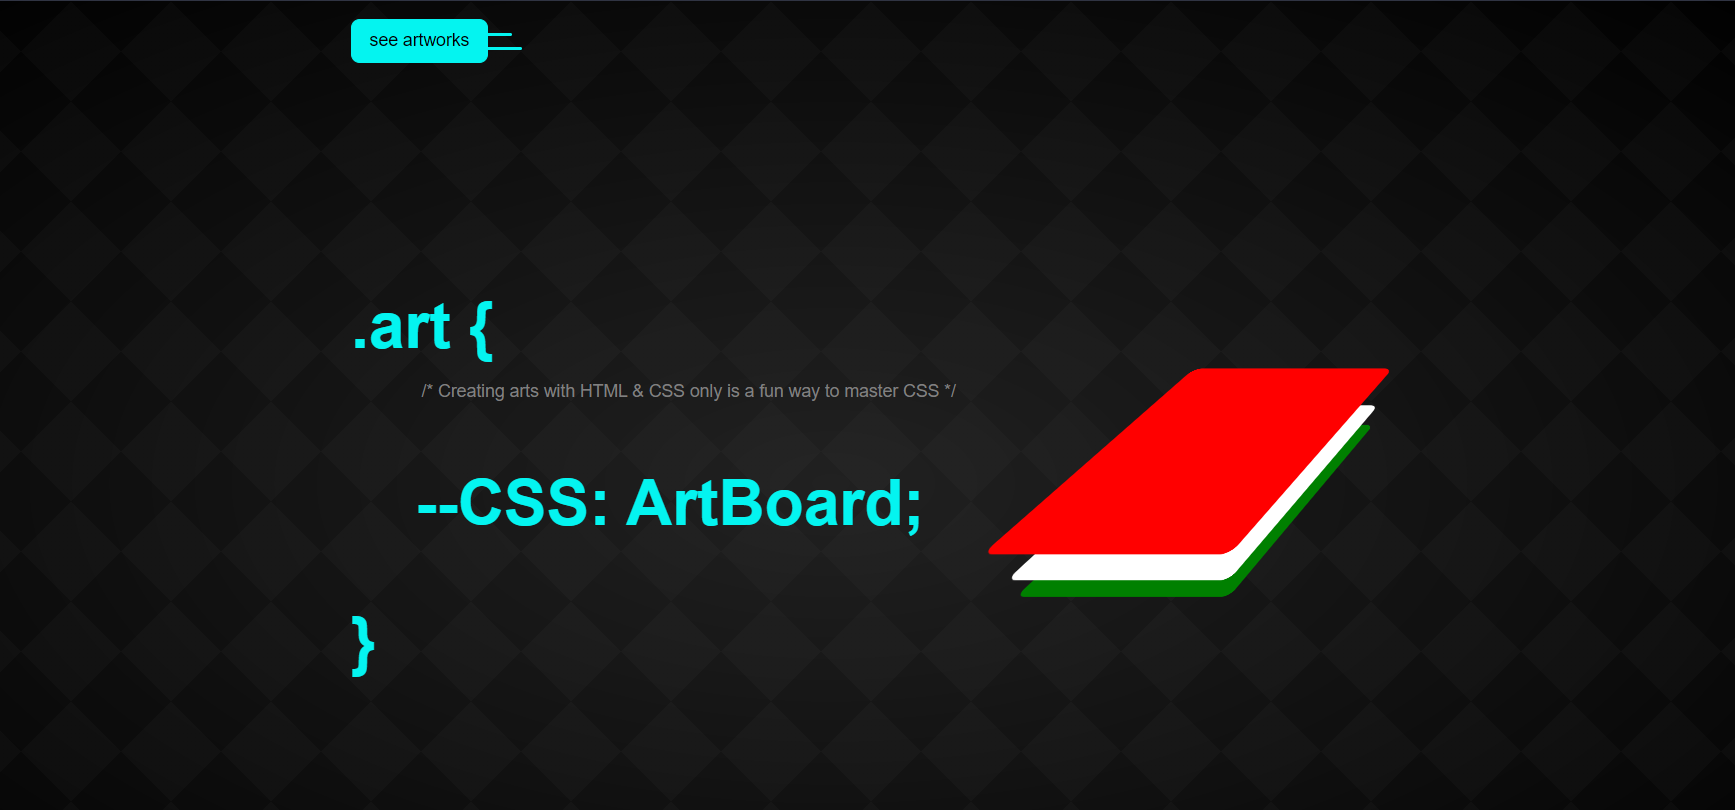 see artworks
.art {
/* Creating arts with HTML & CSS only is a fun way to master CSS */
--CSS: ArtBoard;
}